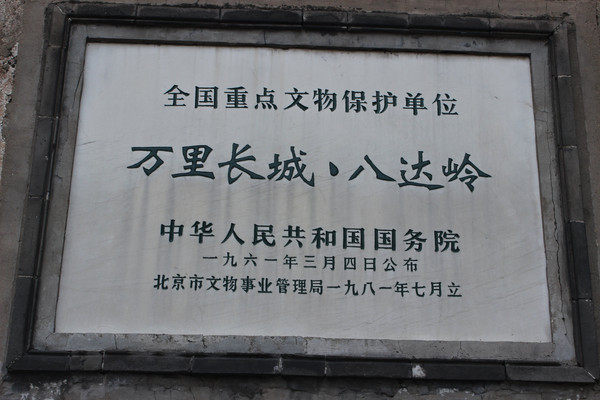 全国重点文物保护单位
万里长城·八达岭
中华人民共和国国务院
一九六一年三月四日公布
北京市文物事业管理局一九八一年七月立